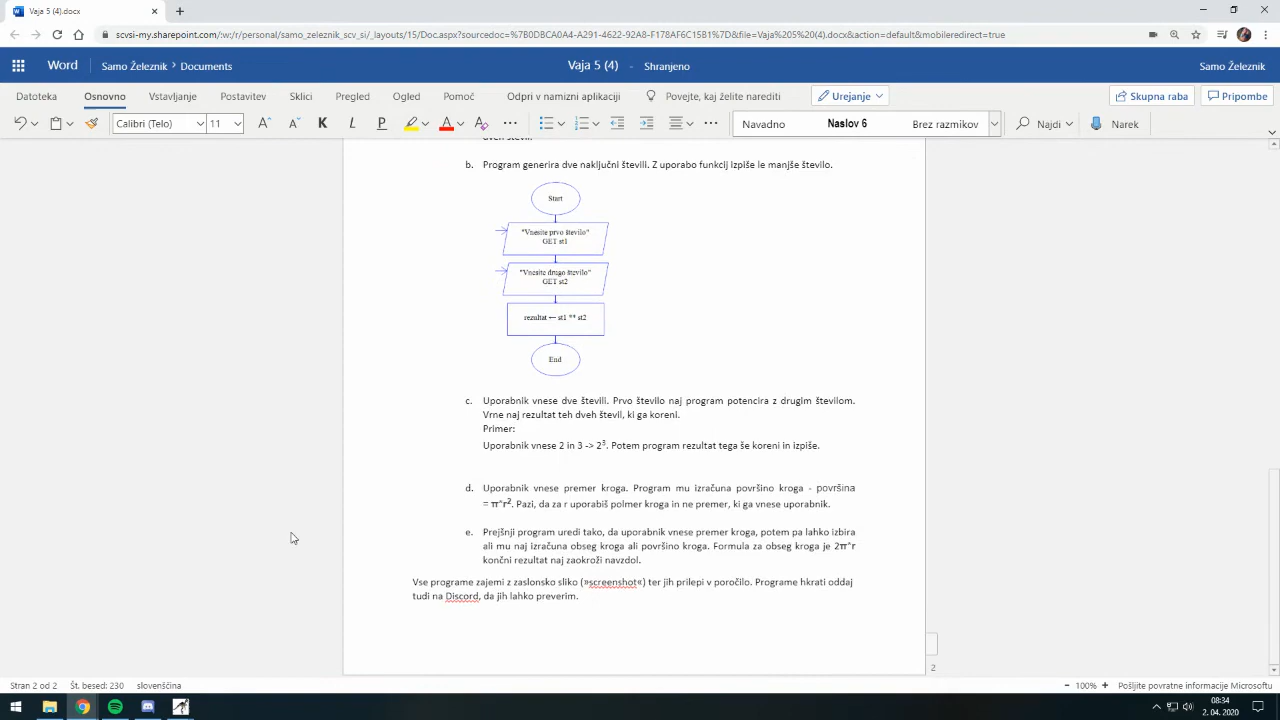 Vaja 5 (4).docx
scvsi-my.sharepoint.com/:w:/r/personal/samo_zeleznik_scv_si/_layouts/15/Doc.aspx?sourcedoc=%7B0DBCA0A4-A291-4622-92A8-F178AF6C15B1%7D&file=Vaja%205%20(4).docx&action=default&mobileredirect=true
Word
Samo Železnik > Documents
Vaja 5 (4) - Shranjeno
Samo Železnik
Datoteka Osnovno Vstavljanje Postavitev Sklici Pregled Ogled Pomoč Odpri v namizni aplikaciji Povejte, kaj želite narediti Urejanje Skupna raba Pripombe
Calibri (Telo) 11 K L P A Navadno Naslov 6 Brez razmikov Najdi Narek
dveh števil.
b. Program generira dve naključni števili. Z uporabo funkcij izpiše le manjše število.
Start
"Vnesite prvo število"
GET st1
"Vnesite drugo število"
GET st2
rezultat ← st1 ** st2
End
c. Uporabnik vnese dve števili. Prvo število naj program potencira z drugim številom.
Vrne naj rezultat teh dveh števil, ki ga koreni.
Primer:
Uporabnik vnese 2 in 3 -> 2³. Potem program rezultat tega še koreni in izpiše.
d. Uporabnik vnese premer kroga. Program mu izračuna površino kroga - površina
= π*r². Pazi, da za r uporabiš polmer kroga in ne premer, ki ga vnese uporabnik.
e. Prejšnji program uredi tako, da uporabnik vnese premer kroga, potem pa lahko izbira
ali mu naj izračuna obseg kroga ali površino kroga. Formula za obseg kroga je 2π*r
končni rezultat naj zaokroži navzdol.
Vse programe zajemi z zaslonsko sliko (»screenshot«) ter jih prilepi v poročilo. Programe hkrati oddaj
tudi na Discord, da jih lahko preverim.
2
Stran 2 od 2 Št. besed: 230 slovenščina 100% Pošljite povratne informacije Microsoftu
08:34
2. 04. 2020